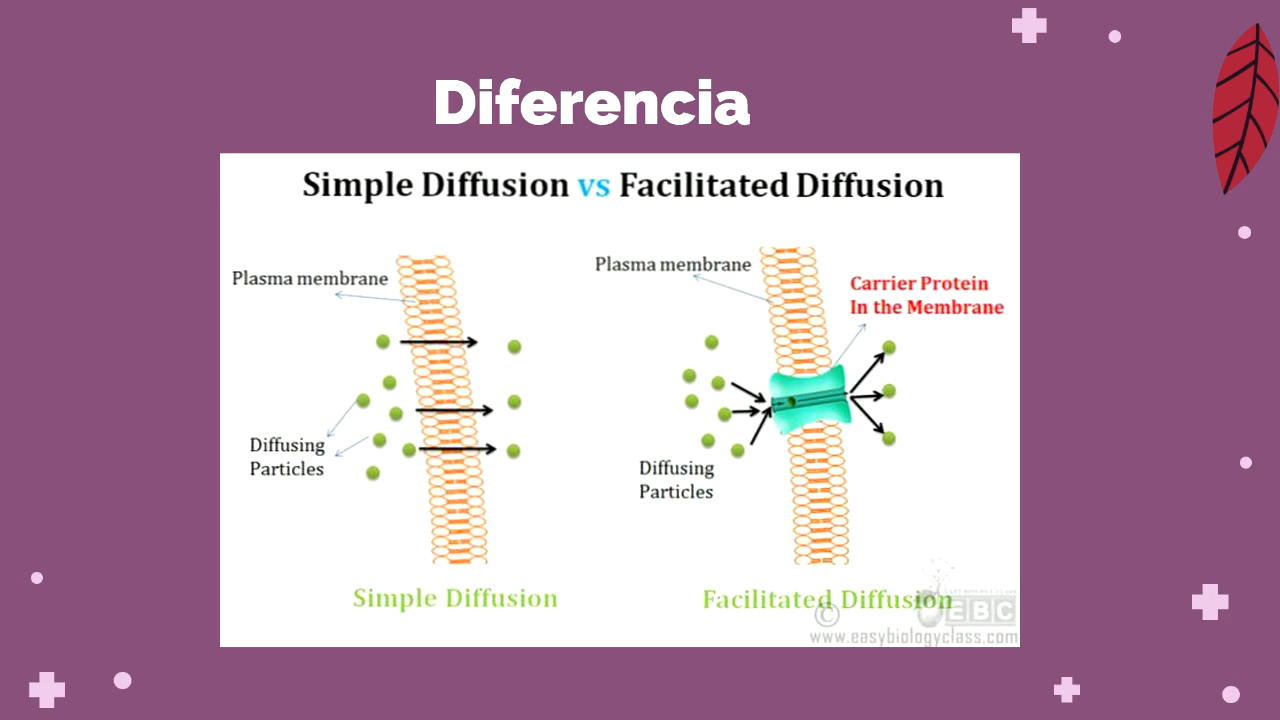 Diferencia
Simple Diffusion vs Facilitated Diffusion
Plasma membrane
Diffusing
Particles
Simple Diffusion
Plasma membrane
Carrier Protein
In the Membrane
Diffusing
Particles
Facilitated Diffusion
©
EBC
www.easybiologyclass.com